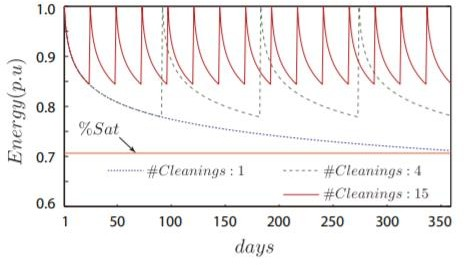 1.0
0.9
0.8
0.7
0.6
Energy(p.u)
%Sat
#Cleanings : 1
#Cleanings : 4
#Cleanings : 15
1 50 100 150 200 250 300 350
days